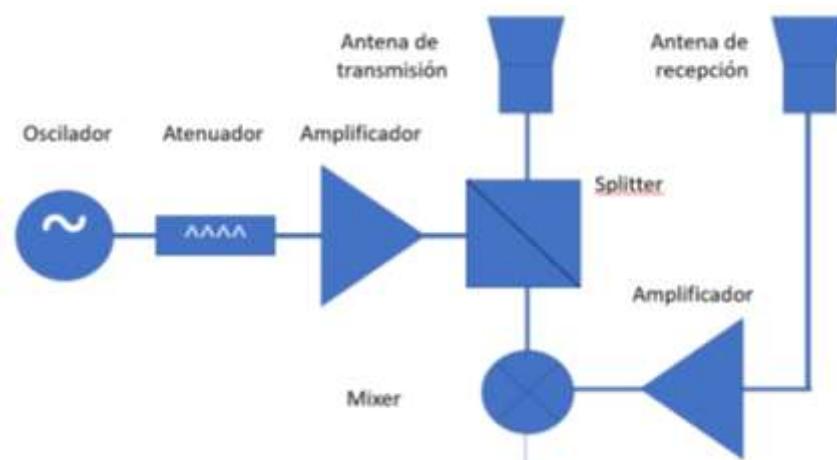 Antena de
transmisión
Antena de
recepción
Oscilador
Atenuador
Amplificador
Splitter
Amplificador
Mixer